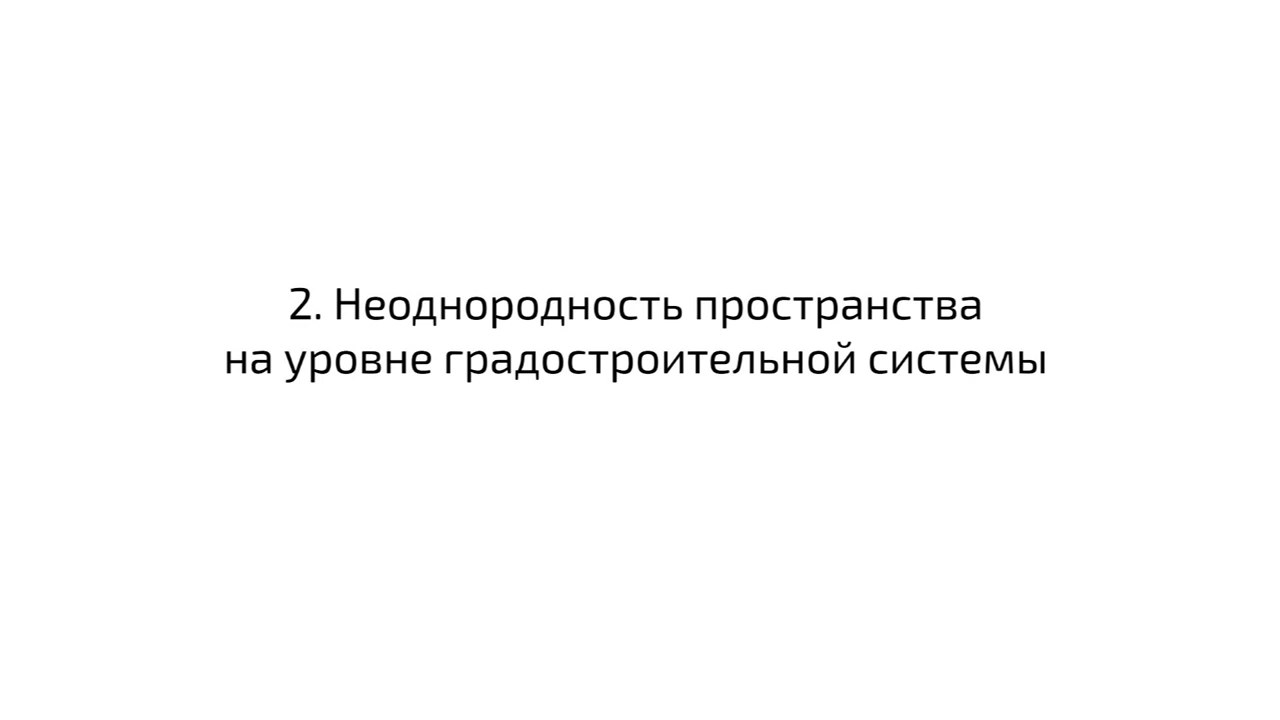 2. Неоднородность пространства
на уровне градостроительной системы